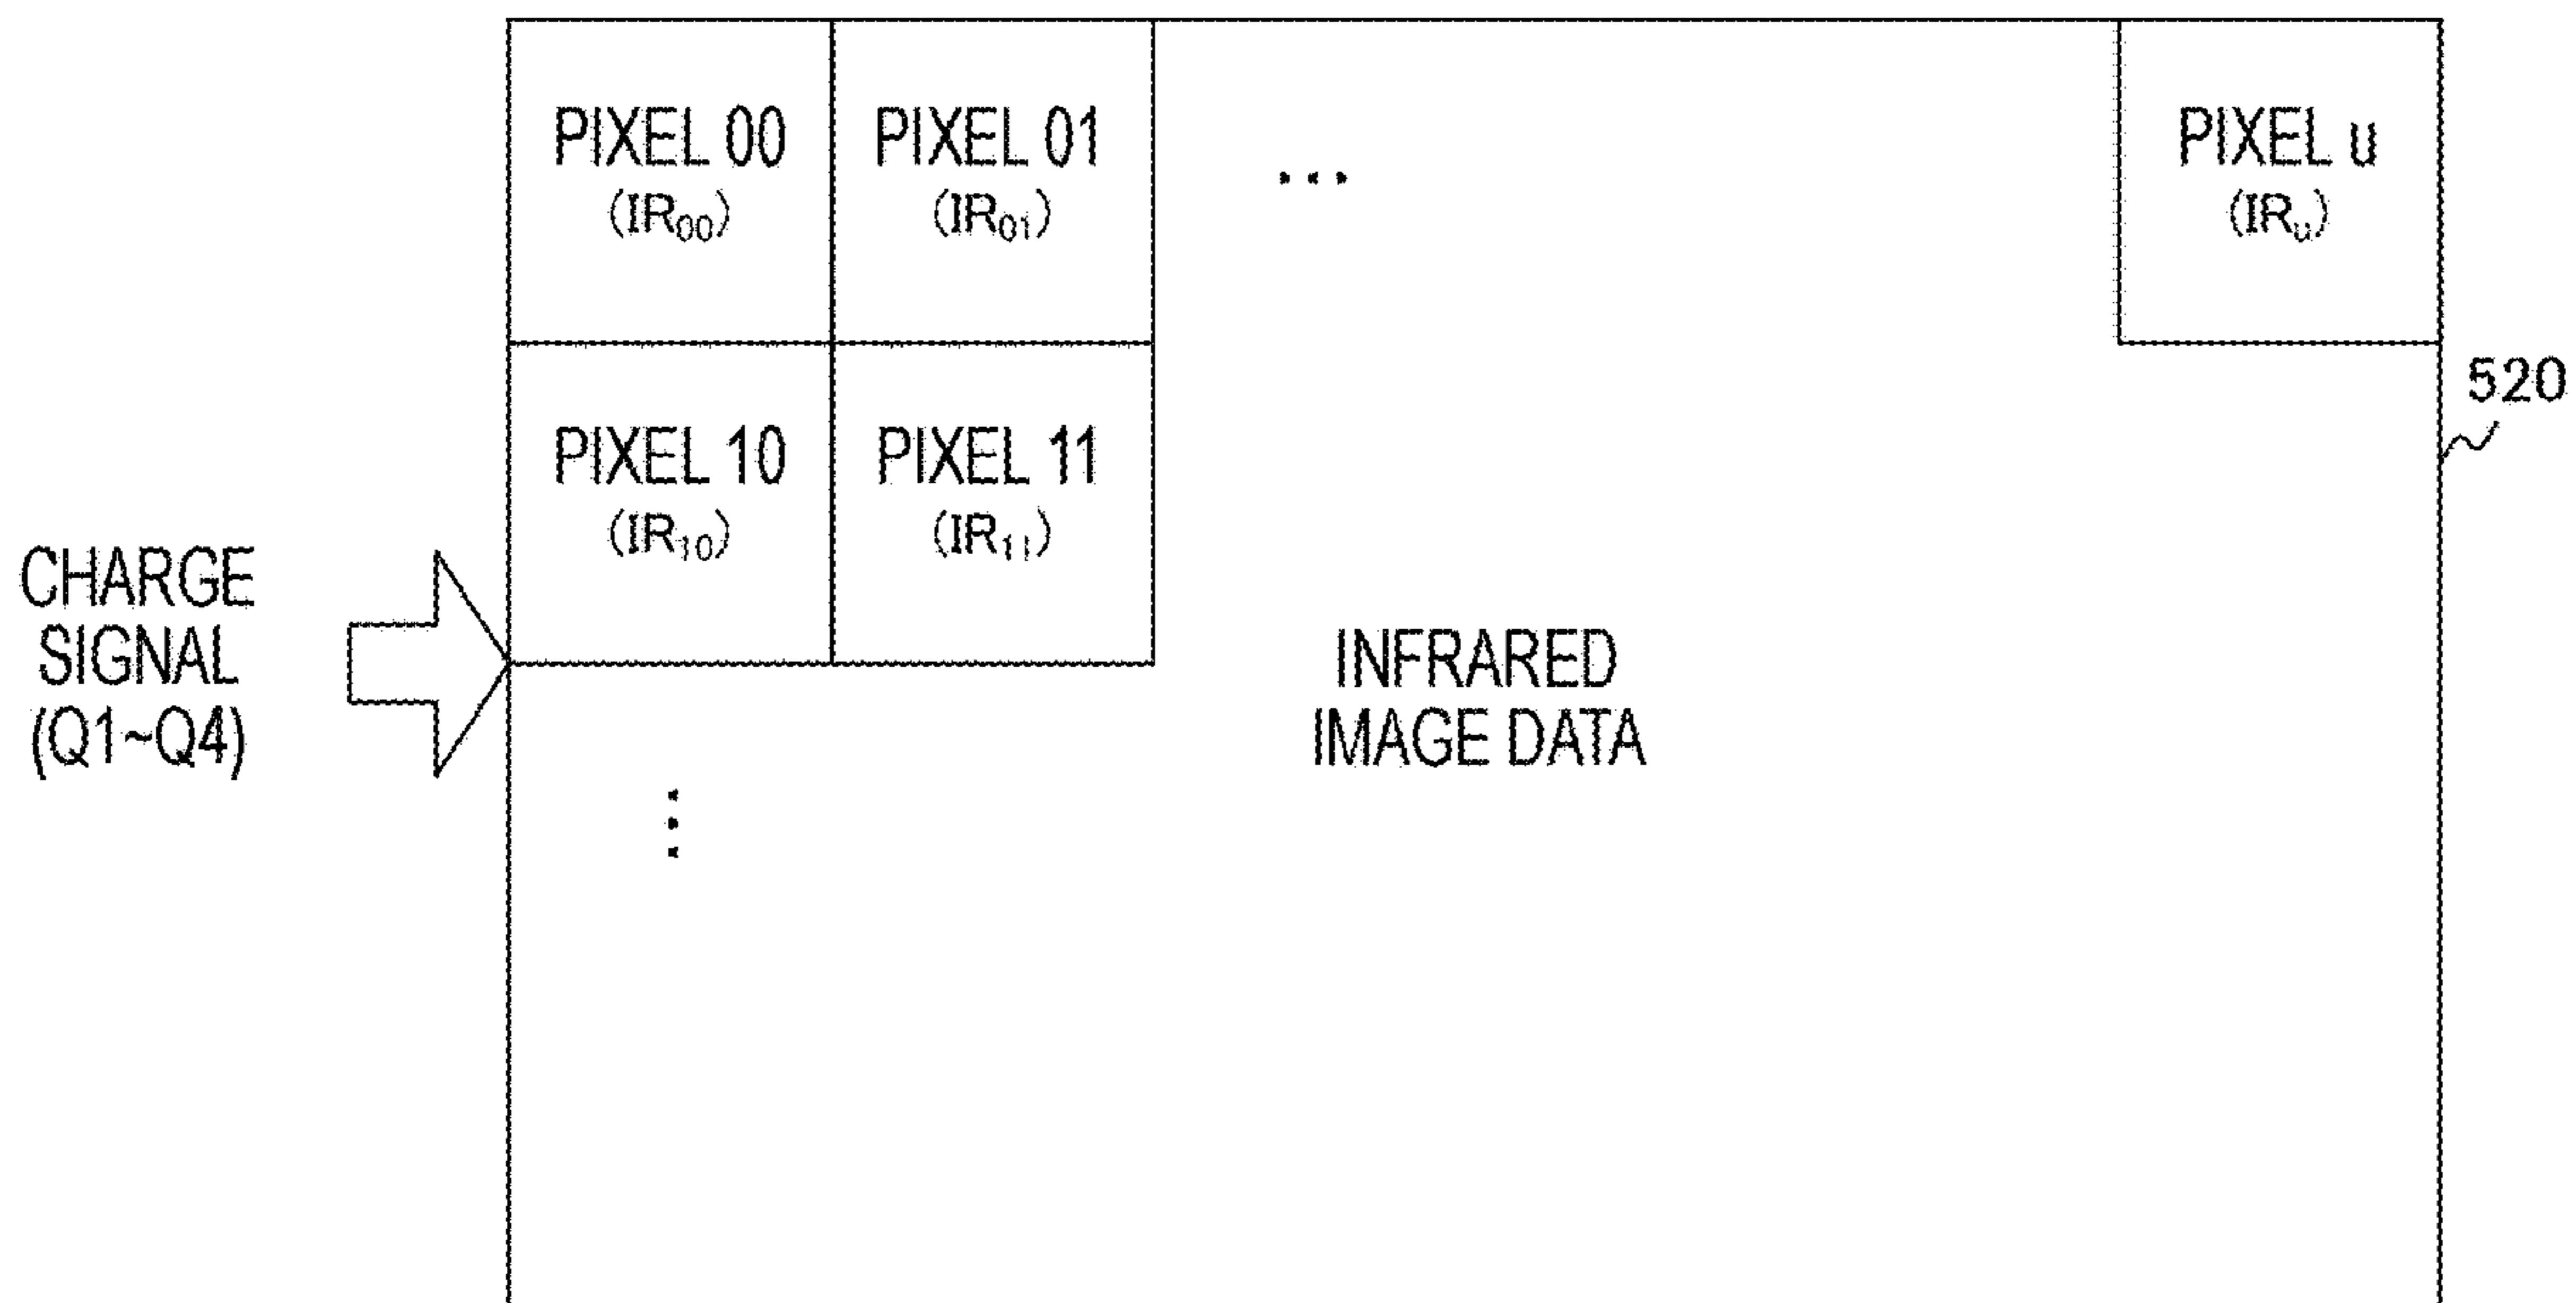 PIXEL 00
(IR00)
PIXEL 01
(IR01)
...
PIXEL u
(IRu)
520
PIXEL 10
(IR10)
PIXEL 11
(IR11)
CHARGE
SIGNAL
(Q1~Q4)
INFRARED
IMAGE DATA
...